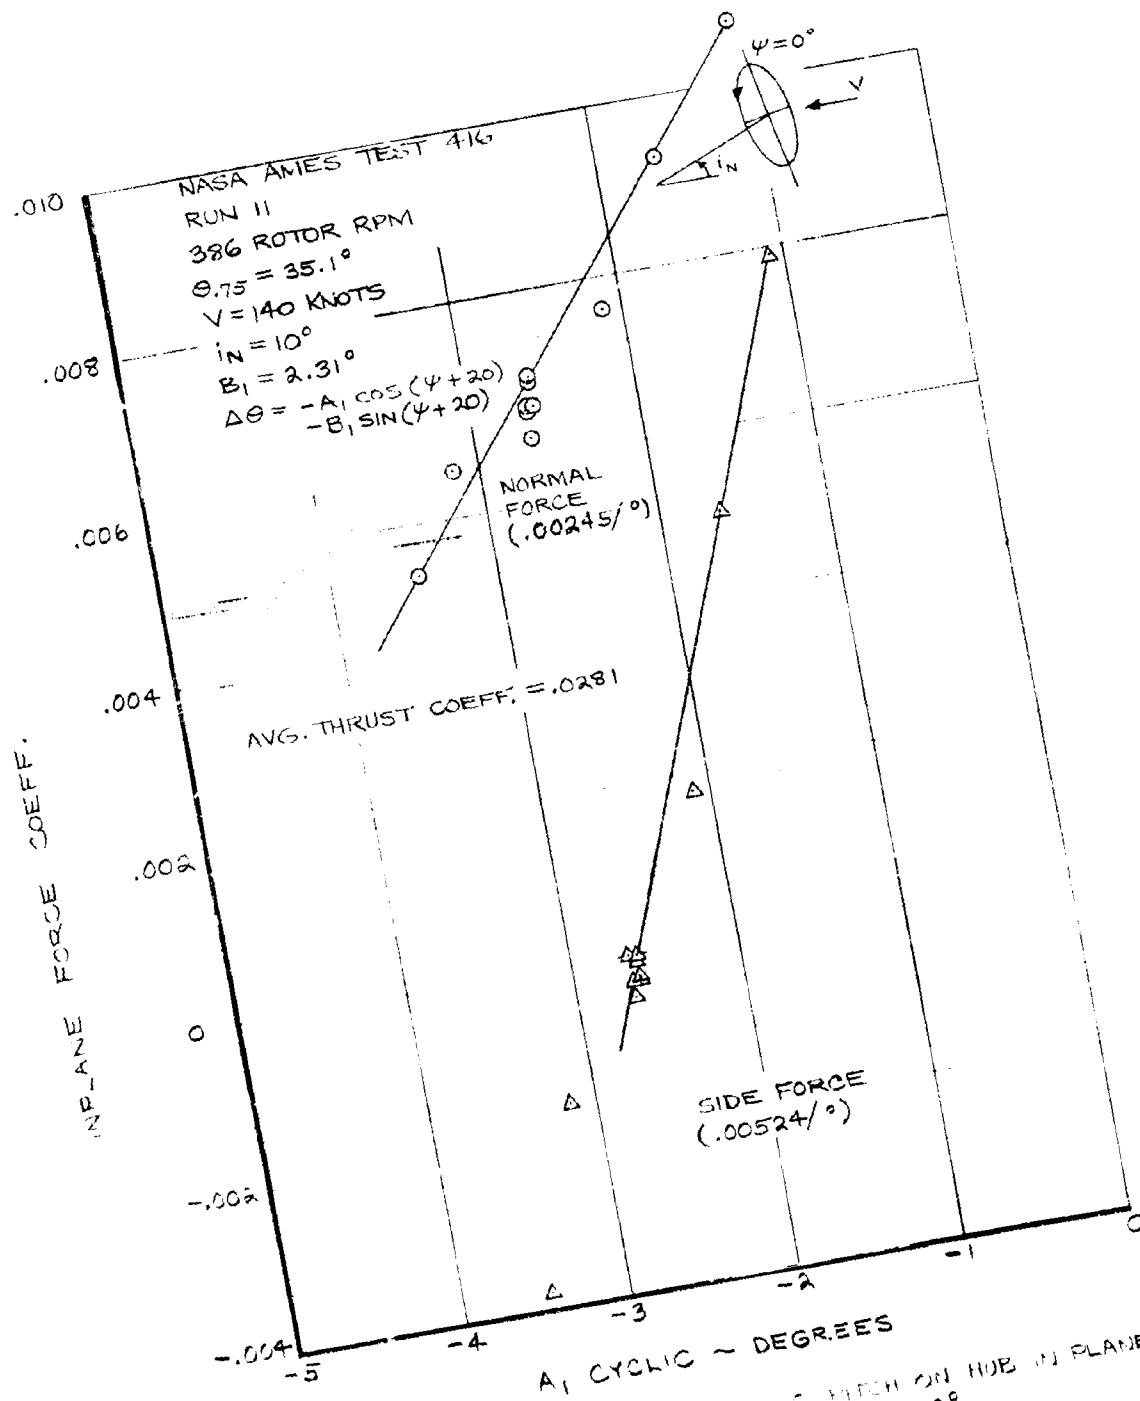 ψ=0°
V
iN
NASA AMES TEST 416
RUN 11
386 ROTOR RPM
θ.75 = 35.1°
V = 140 KNOTS
iN = 10°
B1 = 2.31°
Δθ = -A1 COS(ψ+20)
-B1 SIN(ψ+20)
NORMAL
FORCE
(.00245/°)
AVG. THRUST COEFF. = .0281
SIDE FORCE
(.00524/°)
.010
.008
.006
.004
.002
0
-.002
-.004
INPLANE FORCE COEFF.
-5
-4
-3
-2
-1
0
A1 CYCLIC ~ DEGREES
PITCH ON HUB IN PLANE